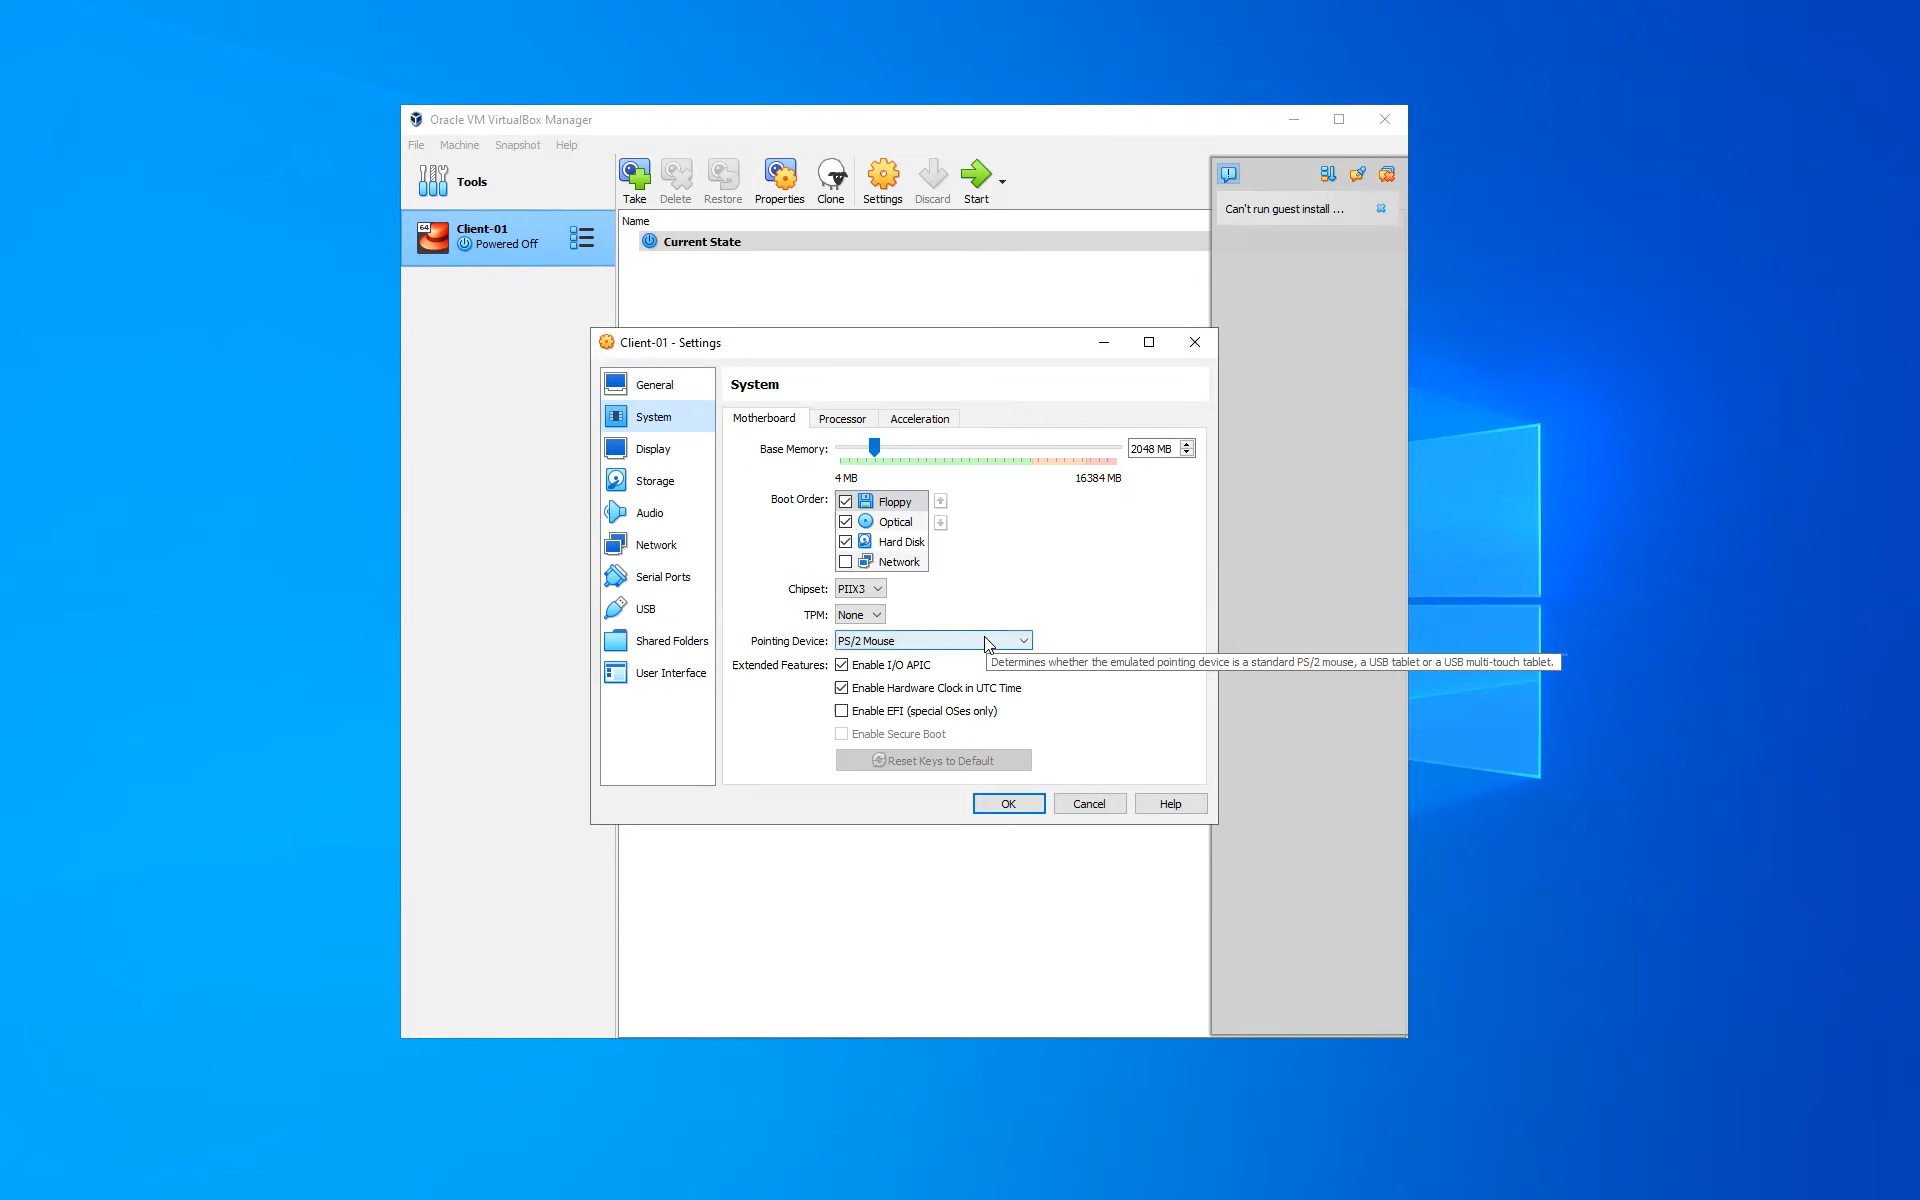 Oracle VM VirtualBox Manager
File Machine Snapshot Help
Tools
Take Delete Restore Properties Clone Settings Discard Start
Can't run guest install ...
64
Client-01
Powered Off
Name
Current State
Client-01 - Settings
General
System
Display
Storage
Audio
Network
Serial Ports
USB
Shared Folders
User Interface
System
Motherboard Processor Acceleration
Base Memory: 2048 MB
4 MB 16384 MB
Boot Order: Floppy
Optical
Hard Disk
Network
Chipset: PIIX3
TPM: None
Pointing Device: PS/2 Mouse
Determines whether the emulated pointing device is a standard PS/2 mouse, a USB tablet or a USB multi-touch tablet.
Extended Features: Enable I/O APIC
Enable Hardware Clock in UTC Time
Enable EFI (special OSes only)
Enable Secure Boot
Reset Keys to Default
OK Cancel Help